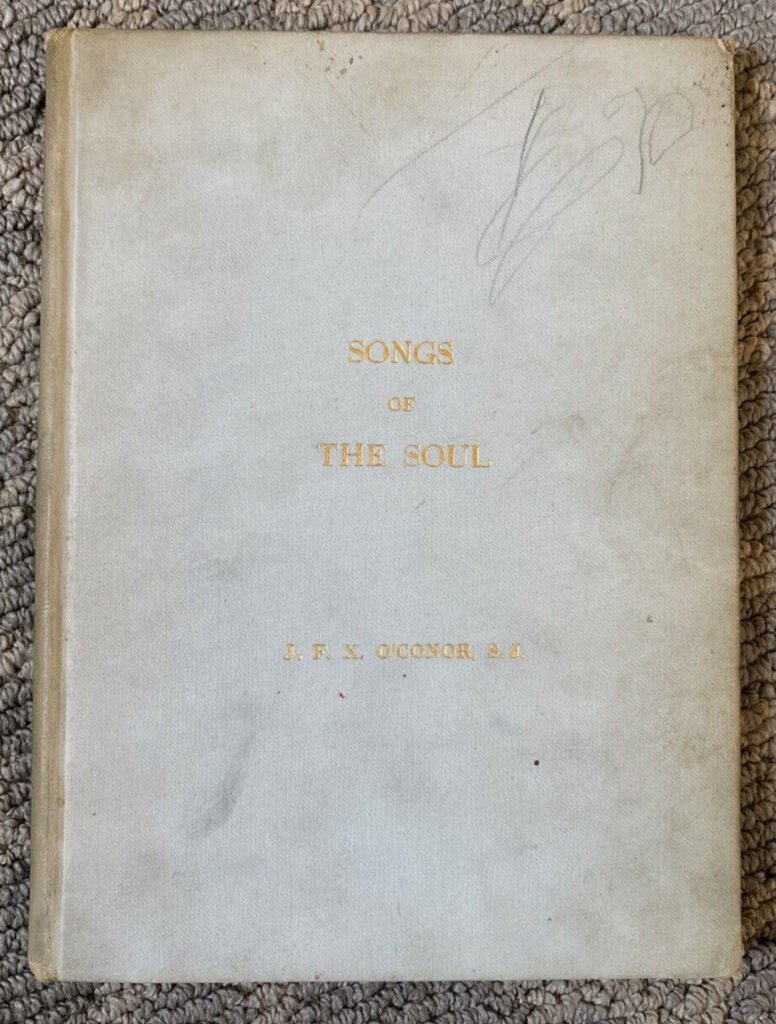 SONGS
OF
THE SOUL
J. F. X. O'CONOR, S. J.